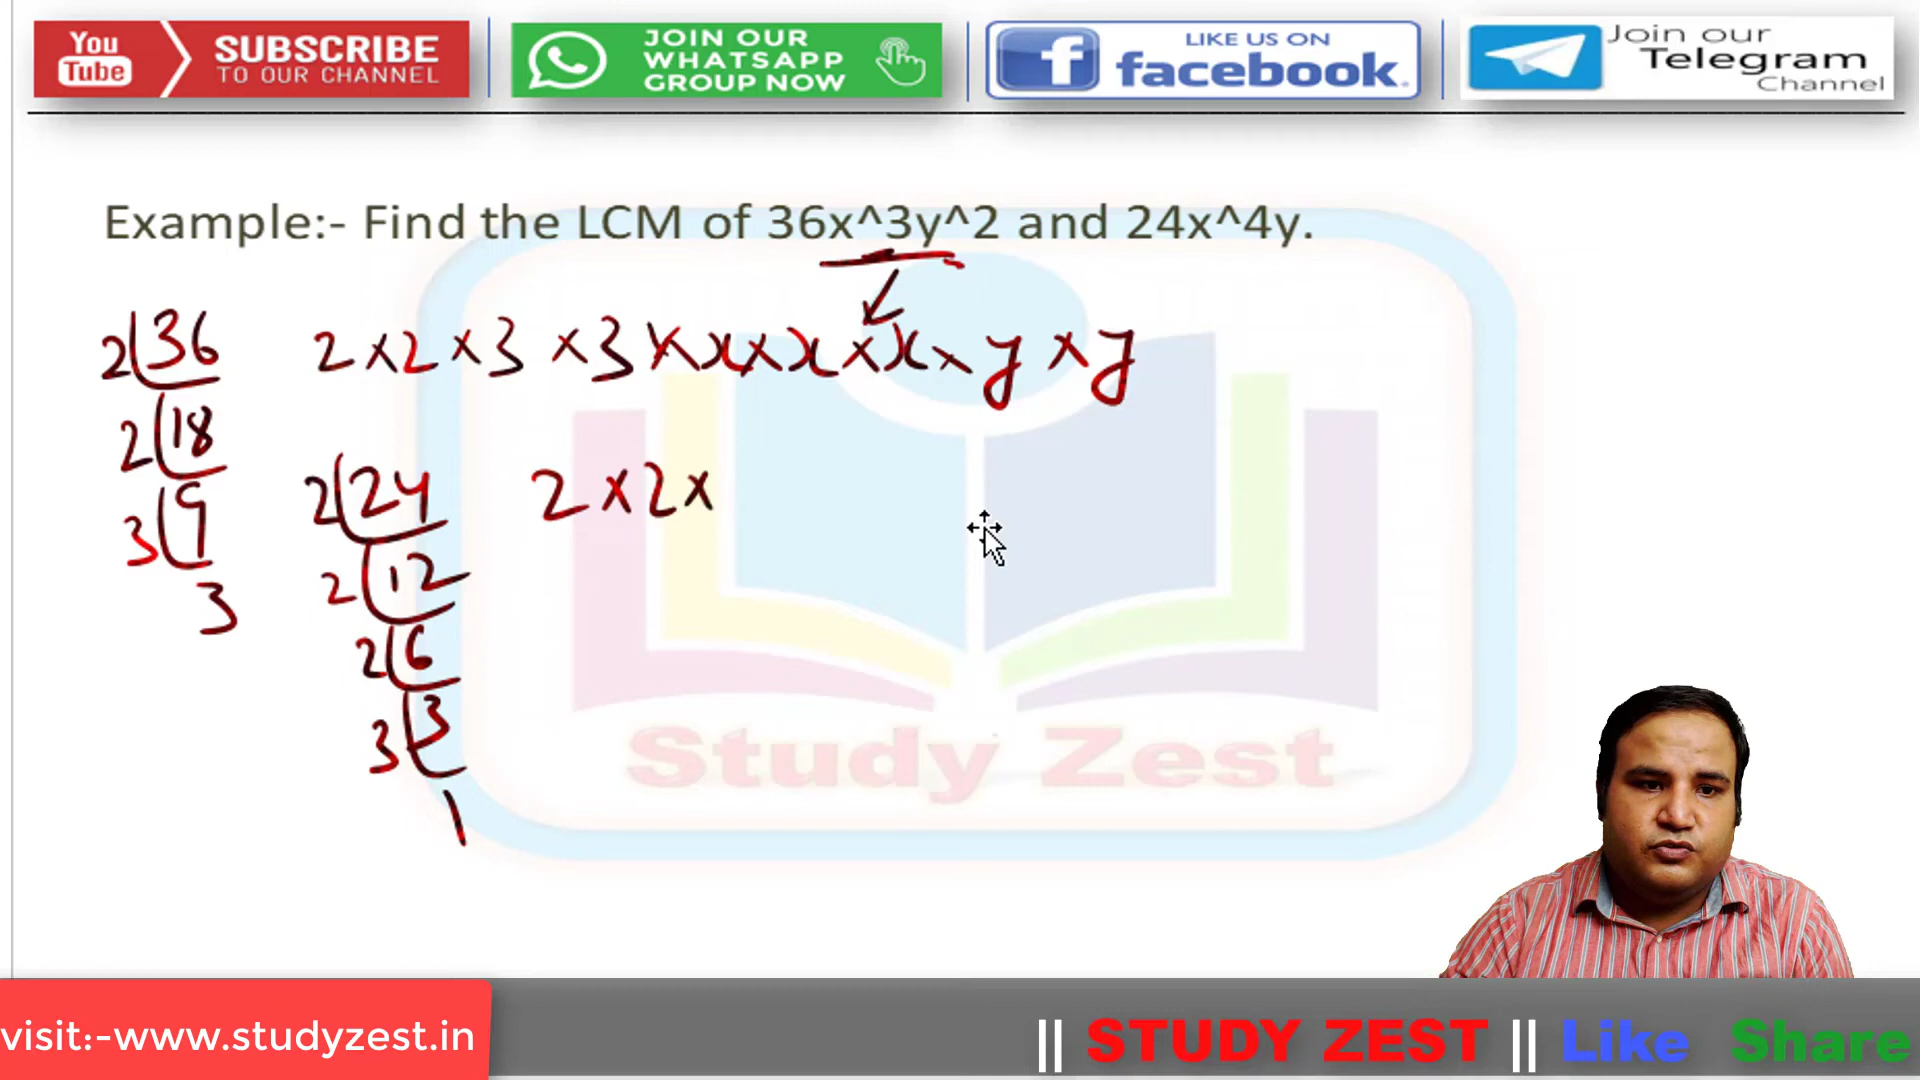 You Tube SUBSCRIBE TO OUR CHANNEL
JOIN OUR WHATSAPP GROUP NOW
LIKE US ON facebook.
Join our Telegram Channel
Example:- Find the LCM of 36x^3y^2 and 24x^4y.
2 36 2 × 2 × 3 × 3 × x × x × x × y × y
2 18
3 9
3
2 24 2 × 2 ×
2 12
2 6
3 3
1
Study Zest
visit:-www.studyzest.in
|| STUDY ZEST || Like Share